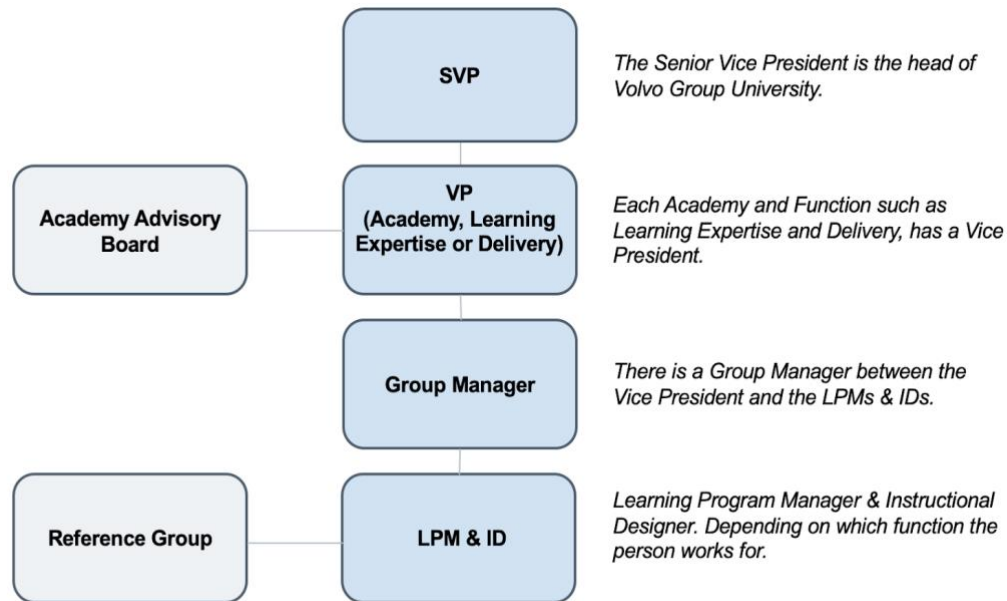 SVP
The Senior Vice President is the head of
Volvo Group University.
Academy Advisory
Board
VP
(Academy, Learning
Expertise or Delivery)
Each Academy and Function such as
Learning Expertise and Delivery, has a Vice
President.
Group Manager
There is a Group Manager between the
Vice President and the LPMs & IDs.
Reference Group
LPM & ID
Learning Program Manager & Instructional
Designer. Depending on which function the
person works for.